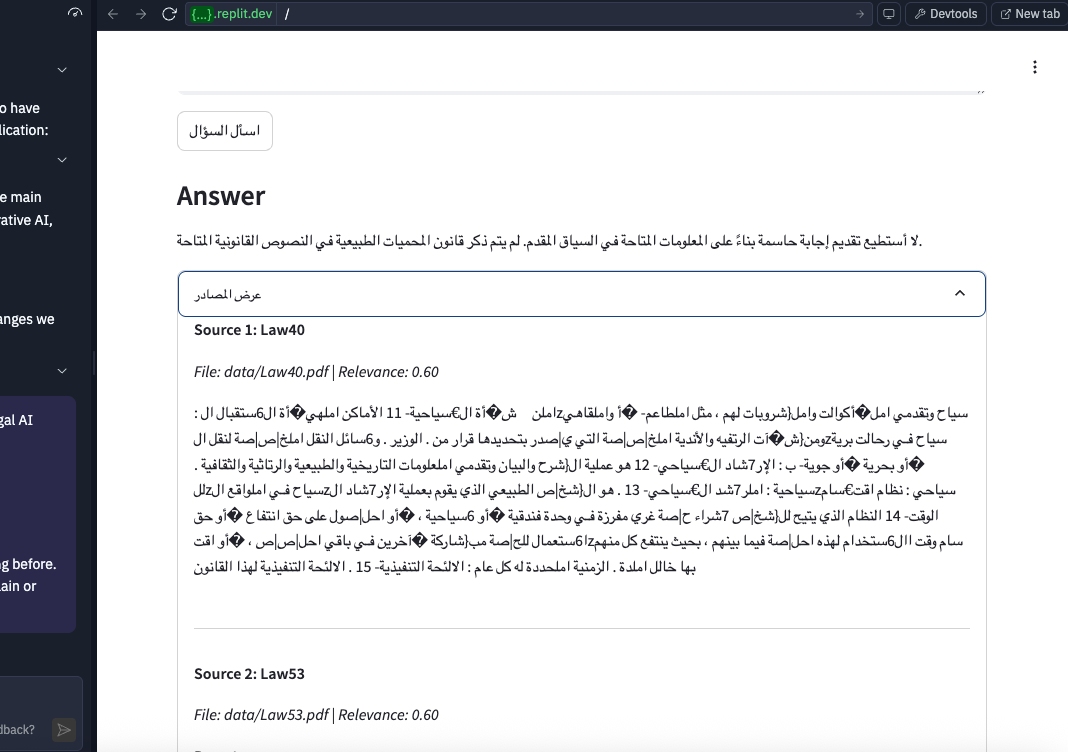 {...}.replit.dev /
Devtools
New tab
o have
lication:
e main
ative AI,
anges we
gal AI
g before.
ain or
dback?
اسأل السؤال
Answer
لا أستطيع تقديم إجابة حاسمة بناءً على المعلومات المتاحة في السياق المقدم. لم يتم ذكر قانون المحميات الطبيعية في النصوص القانونية المتاحة.
عرض المصادر
Source 1: Law40
File: data/Law40.pdf | Relevance: 0.60
سياح وتقدمي امل�أكوالت وامل{شروبات لهم ، مثل املطاعم- �أ واملقاهيzاملن ش�أة ال€سياحية- 11 الأماكن املهي�أة ال6ستقبال ال :
سياح فـي رحالت بريةzومن{ش�آت الرتفيه والأندية املخ|ص|صة التي ي|صدر بتحديدها قرار من . الوزير . و6سائل النقل املخ|ص|صة لنقل ال
�أو بحرية �أو جوية- ب : الإر7شاد ال€سياحي- 12 هو عملية ال{شرح والبيان وتقدمي املعلومات التاريخية والطبيعية والرتاثية والثقافية .
سياحي : نظام اقت€سامzسياحية : املر7شد ال€سياحي- 13 . هو ال{شخ|ص الطبيعي الذي يقوم بعملية الإر7شاد الzسياح فـي املواقع الzلل
الوقت- 14 النظام الذي يتيح لل{شخ|ص 7شراء ح|صة غري مفرزة فـي وحدة فندقية �أو 6سياحية ، �أو احل|صول على حق انتفاع �أو حق
سام وقت اال6ستخدام لهذه احل|صة فيما بينهم ، بحيث ينتفع كل منهمzا6ستعمال للح|صة مب{شاركة �آخرين فـي باقي احل|ص|ص ، �أو اقت
بها خالل املدة . الزمنية املحددة له كل عام : الالئحة التنفيذية- 15 . الالئحة التنفيذية لهذا القانون
Source 2: Law53
File: data/Law53.pdf | Relevance: 0.60